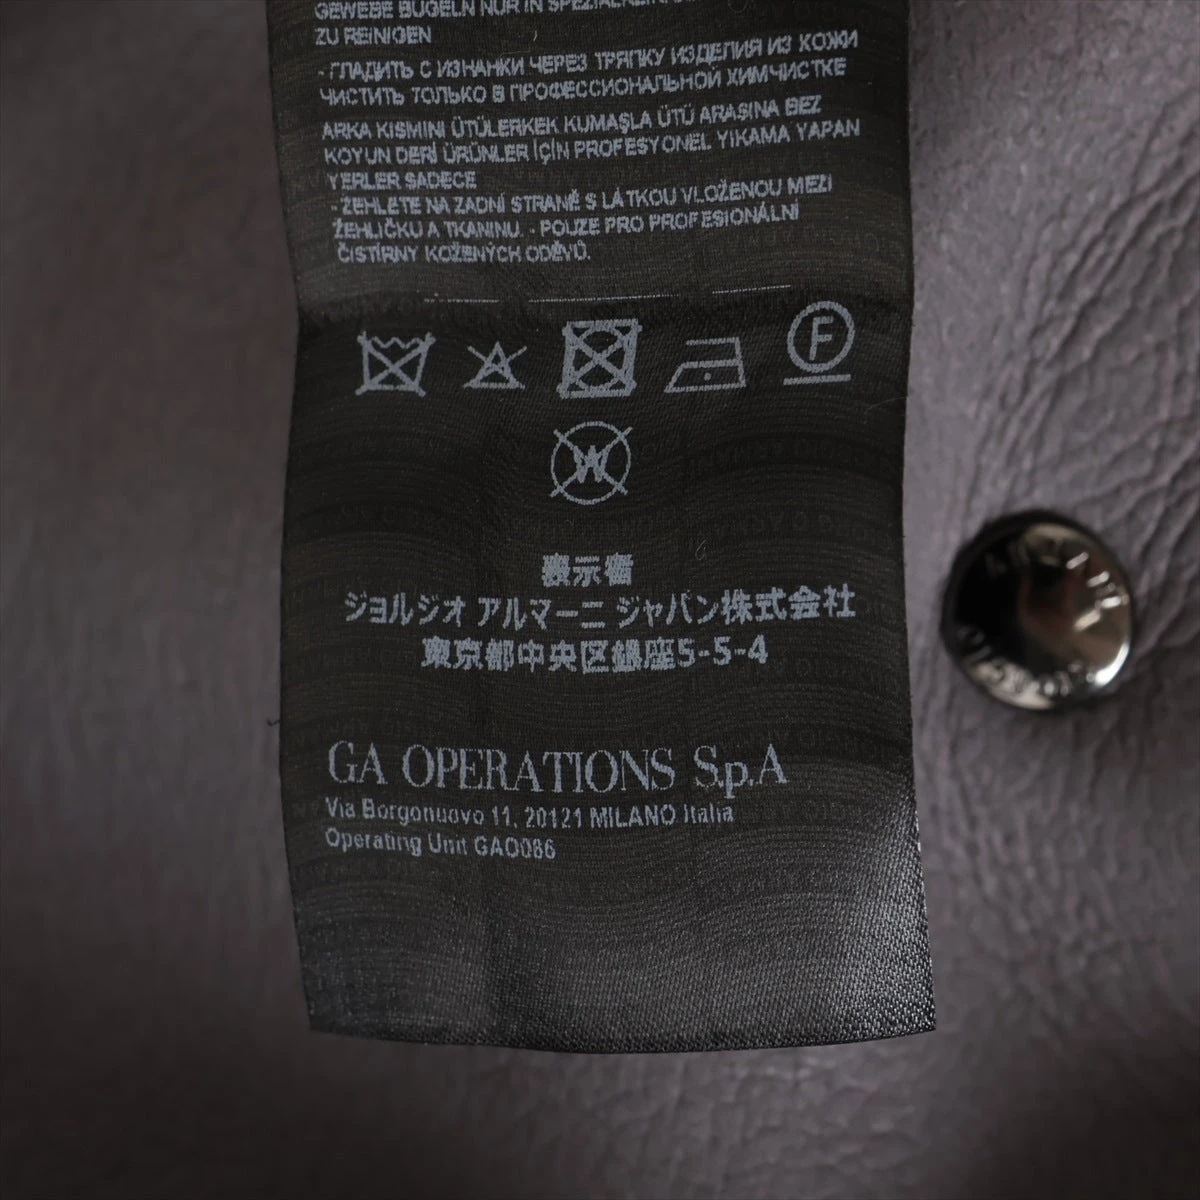 GEWEBE BÜGELN NUR IN
ZU REINIGEN
- ГЛАДИТЬ С ИЗНАНКИ ЧЕРЕЗ ТРЯПКУ ИЗДЕЛИЯ ИЗ КОЖИ
ЧИСТИТЬ ТОЛЬКО В ПРОФЕССИОНАЛЬНОЙ ХИМЧИСТКЕ
ARKA KISMINI ÜTÜLERKEK KUMAŞLA ÜTÜ ARASINA BEZ
KOYUN DERİ ÜRÜNLER İÇİN PROFESYONEL YIKAMA YAPAN
YERLER SADECE
- ŽEHLETE NA ZADNÍ STRANĚ S LÁTKOU VLOŽENOU MEZI
ŽEHLIČKU A TKANINU. - POUZE PRO PROFESIONÁLNÍ
ČISTÍRNY KOŽENÝCH ODĚVŮ.
F
W
表示者
ジョルジオ アルマーニ ジャパン株式会社
東京都中央区銀座5-5-4
GA OPERATIONS S.p.A
Via Borgonuovo 11, 20121 MILANO Italia
Operating Unit GAO086